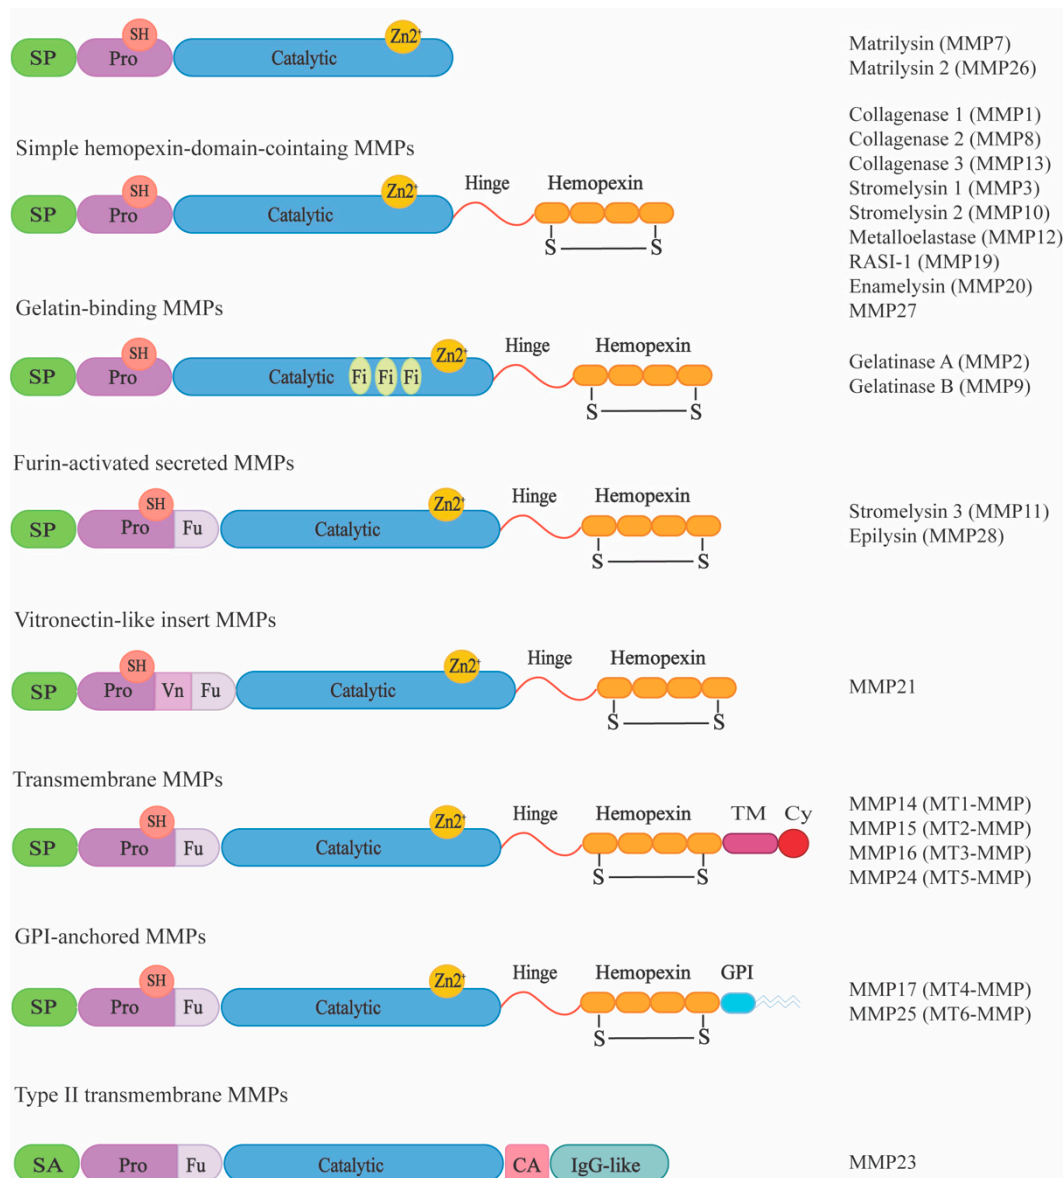 SP Pro SH Catalytic Zn2+
Matrilysin (MMP7)
Matrilysin 2 (MMP26)
Simple hemopexin-domain-cointaing MMPs
SP Pro SH Catalytic Zn2+ Hinge Hemopexin
S S
Collagenase 1 (MMP1)
Collagenase 2 (MMP8)
Collagenase 3 (MMP13)
Stromelysin 1 (MMP3)
Stromelysin 2 (MMP10)
Metalloelastase (MMP12)
RASI-1 (MMP19)
Enamelysin (MMP20)
MMP27
Gelatin-binding MMPs
SP Pro SH Catalytic Fi Fi Fi Zn2+ Hinge Hemopexin
S S
Gelatinase A (MMP2)
Gelatinase B (MMP9)
Furin-activated secreted MMPs
SP Pro SH Fu Catalytic Zn2+ Hinge Hemopexin
S S
Stromelysin 3 (MMP11)
Epilysin (MMP28)
Vitronectin-like insert MMPs
SP Pro SH Vn Fu Catalytic Zn2+ Hinge Hemopexin
S S
MMP21
Transmembrane MMPs
SP Pro SH Fu Catalytic Zn2+ Hinge Hemopexin TM Cy
S S
MMP14 (MT1-MMP)
MMP15 (MT2-MMP)
MMP16 (MT3-MMP)
MMP24 (MT5-MMP)
GPI-anchored MMPs
SP Pro SH Fu Catalytic Zn2+ Hinge Hemopexin GPI
S S
MMP17 (MT4-MMP)
MMP25 (MT6-MMP)
Type II transmembrane MMPs
SA Pro Fu Catalytic CA IgG-like
MMP23